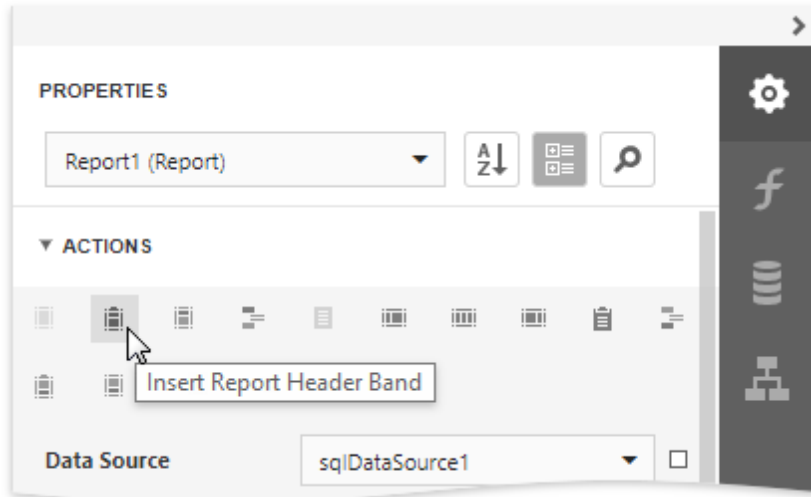 PROPERTIES
Report1 (Report)
ACTIONS
Insert Report Header Band
Data Source sqlDataSource1